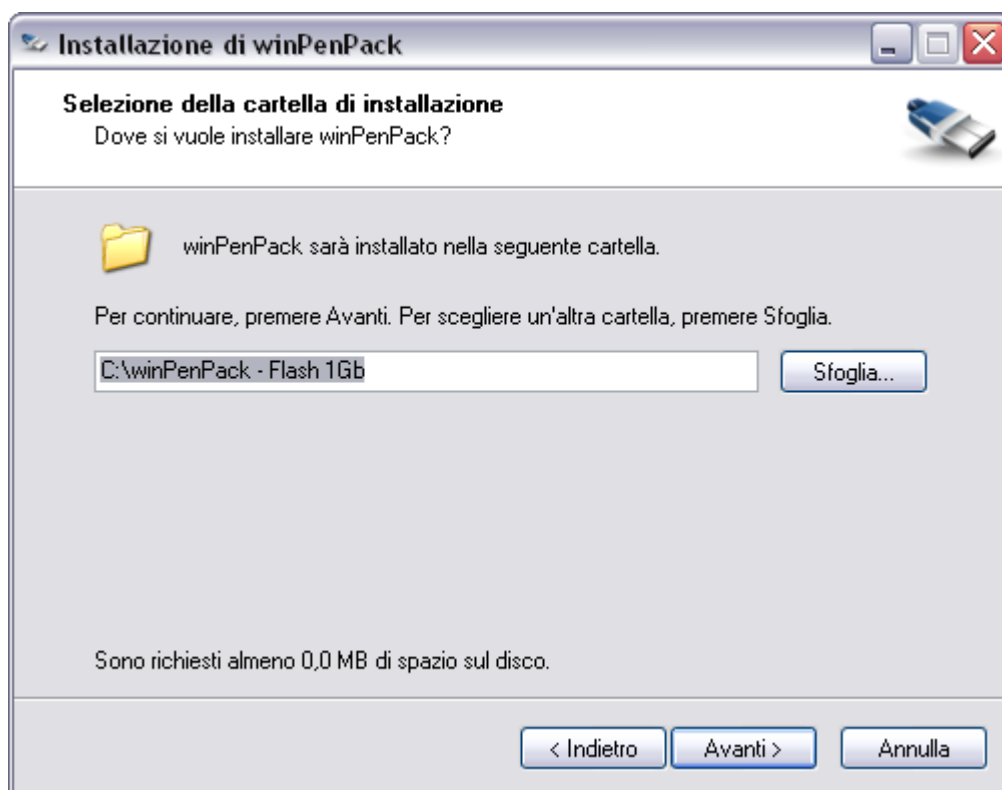 Installazione di winPenPack
Selezione della cartella di installazione
Dove si vuole installare winPenPack?
winPenPack sarà installato nella seguente cartella.
Per continuare, premere Avanti. Per scegliere un'altra cartella, premere Sfoglia.
C:\winPenPack - Flash 1Gb
Sfoglia...
Sono richiesti almeno 0,0 MB di spazio sul disco.
< Indietro
Avanti >
Annulla